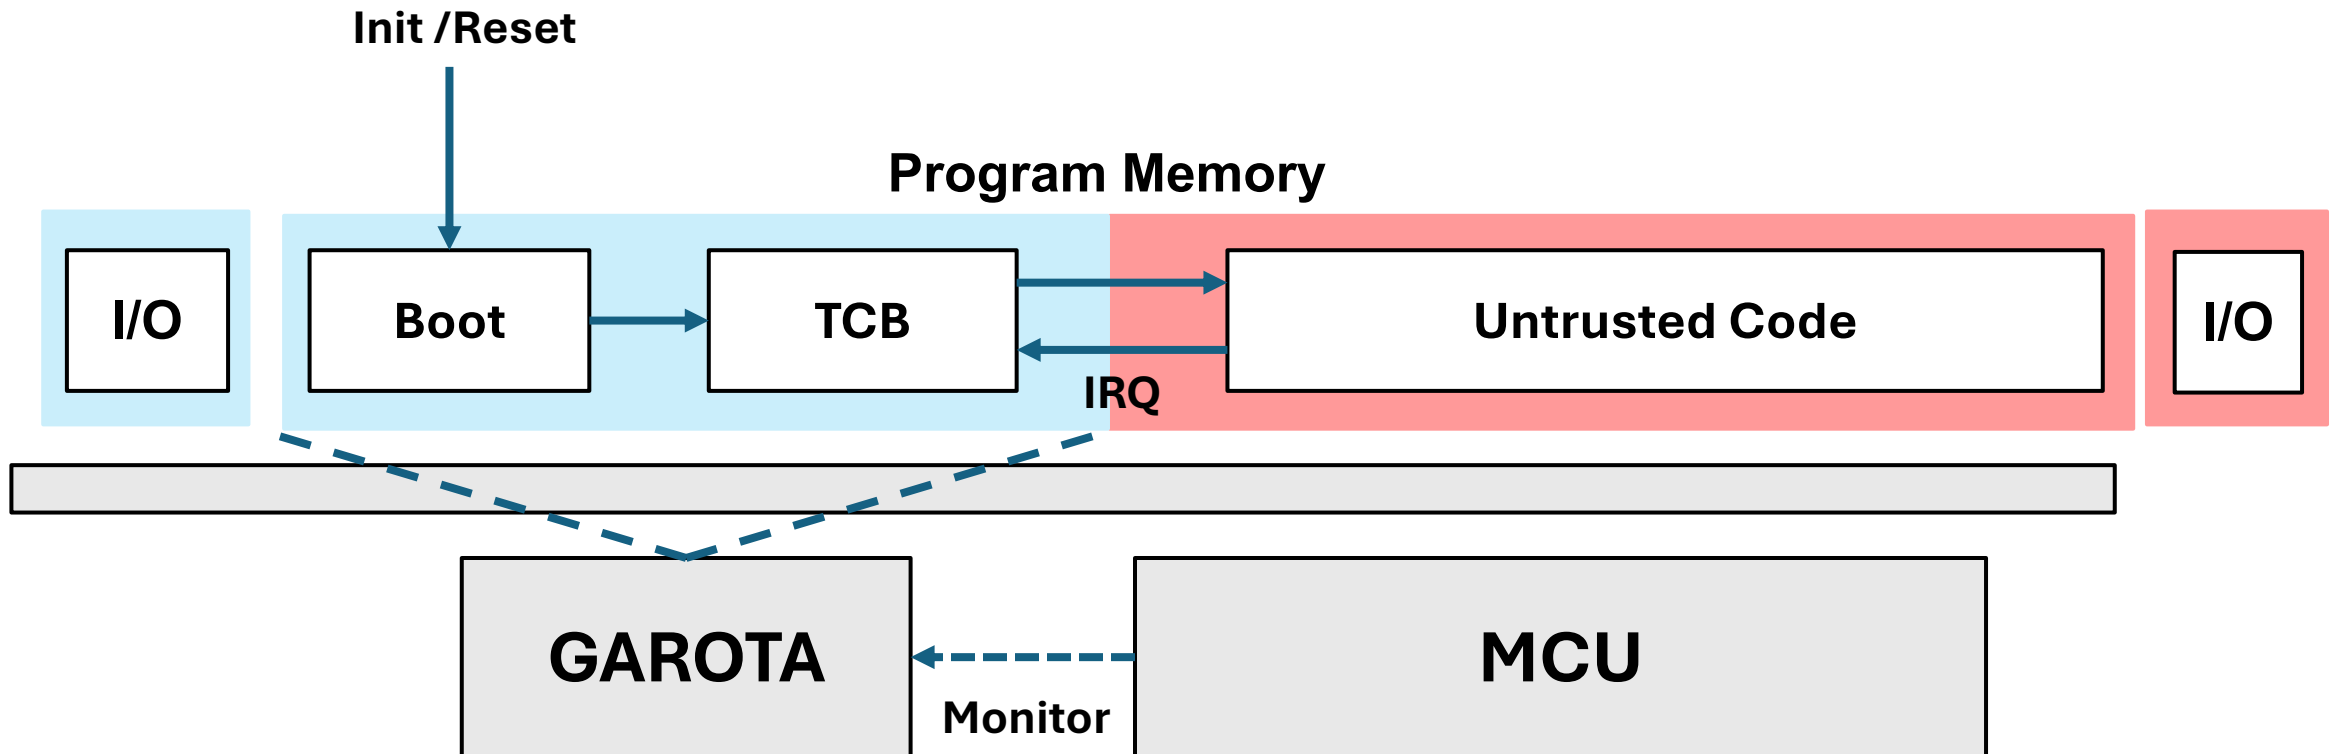 Init /Reset
Program Memory
I/O
Boot
TCB
Untrusted Code
I/O
IRQ
GAROTA
MCU
Monitor